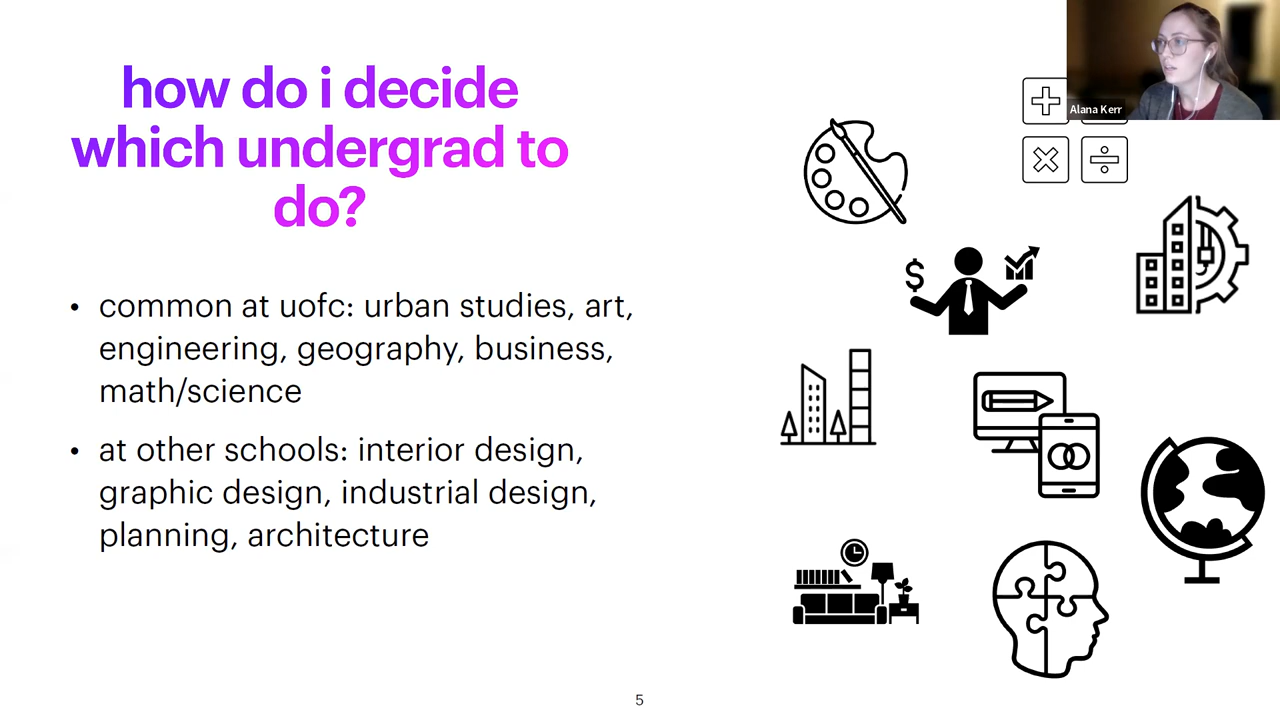 how do i decide
which undergrad to
do?
• common at uofc: urban studies, art,
engineering, geography, business,
math/science
• at other schools: interior design,
graphic design, industrial design,
planning, architecture
5
Alana Kerr
$